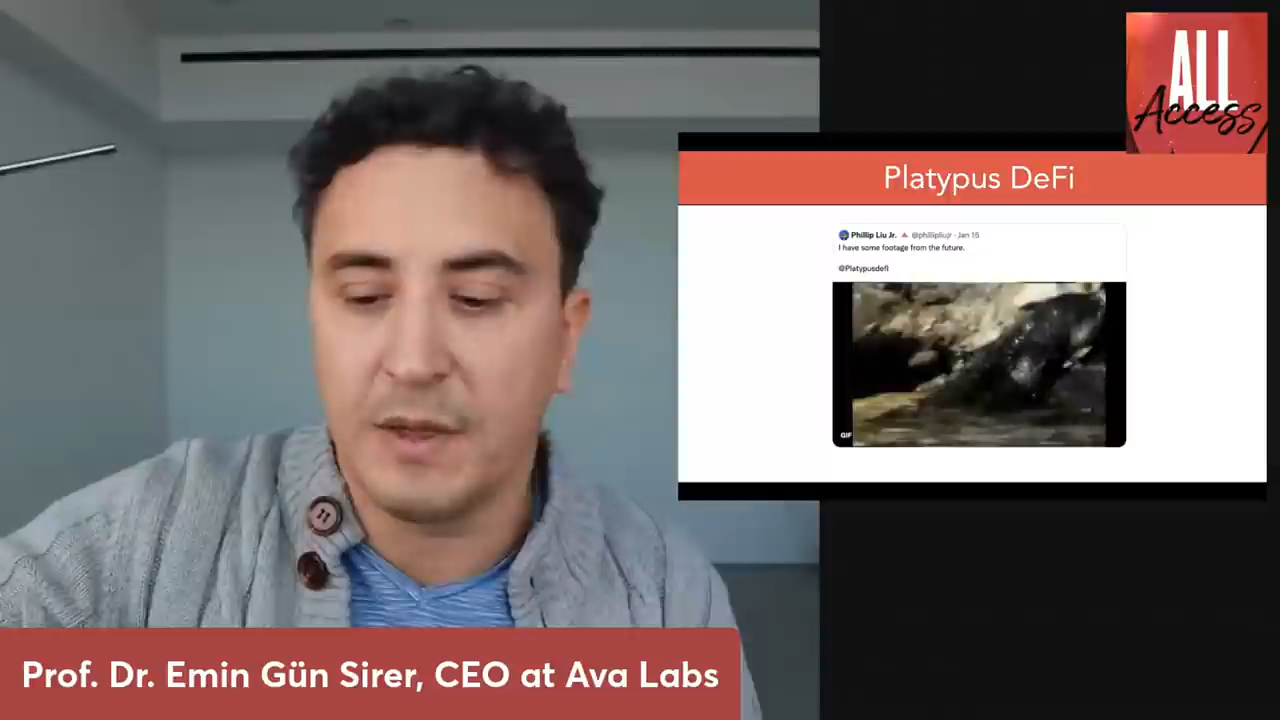 ALL
Access
Platypus DeFi
Phillip Liu Jr. 🔺 @phillipliujr · Jan 15
I have some footage from the future.
@Platypusdefi
GIF
Prof. Dr. Emin Gün Sirer, CEO at Ava Labs